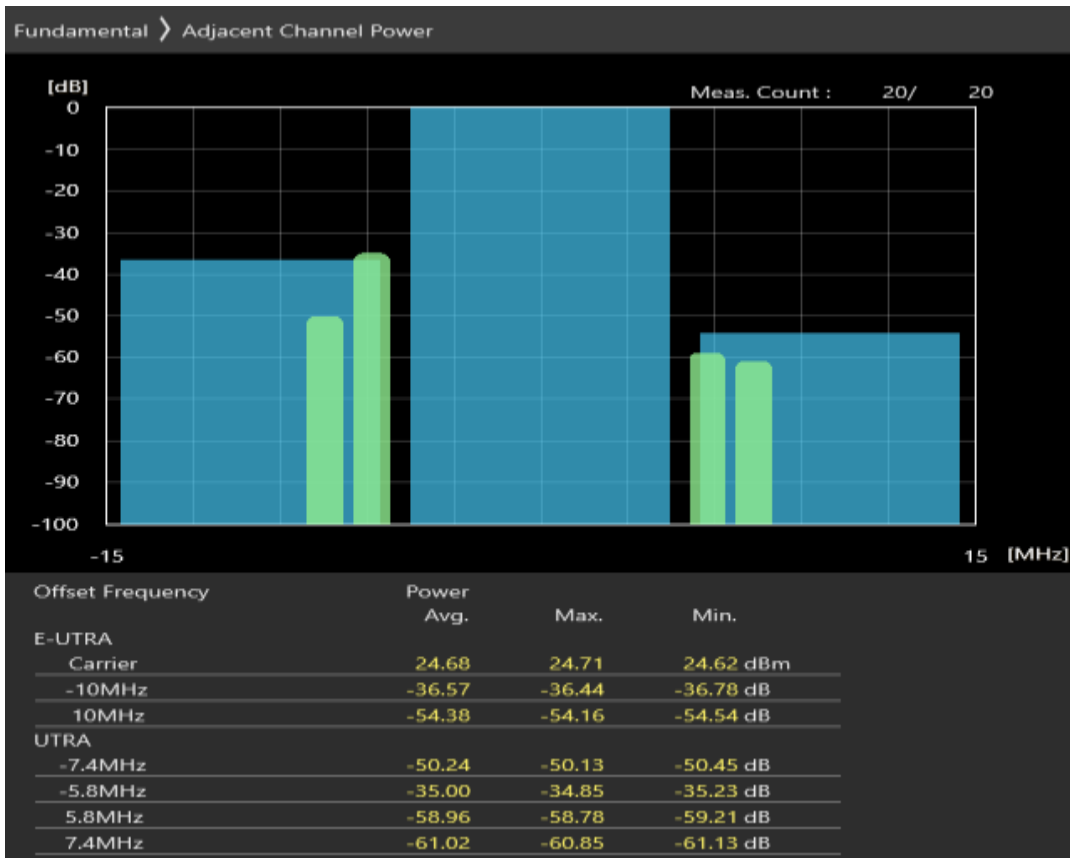 Fundamental 〉 Adjacent Channel Power
[dB]
Meas. Count : 20/ 20
0
-10
-20
-30
-40
-50
-60
-70
-80
-90
-100
-15 15 [MHz]
Offset Frequency Power
Avg. Max. Min.
E-UTRA
Carrier 24.68 24.71 24.62 dBm
-10MHz -36.57 -36.44 -36.78 dB
10MHz -54.38 -54.16 -54.54 dB
UTRA
-7.4MHz -50.24 -50.13 -50.45 dB
-5.8MHz -35.00 -34.85 -35.23 dB
5.8MHz -58.96 -58.78 -59.21 dB
7.4MHz -61.02 -60.85 -61.13 dB